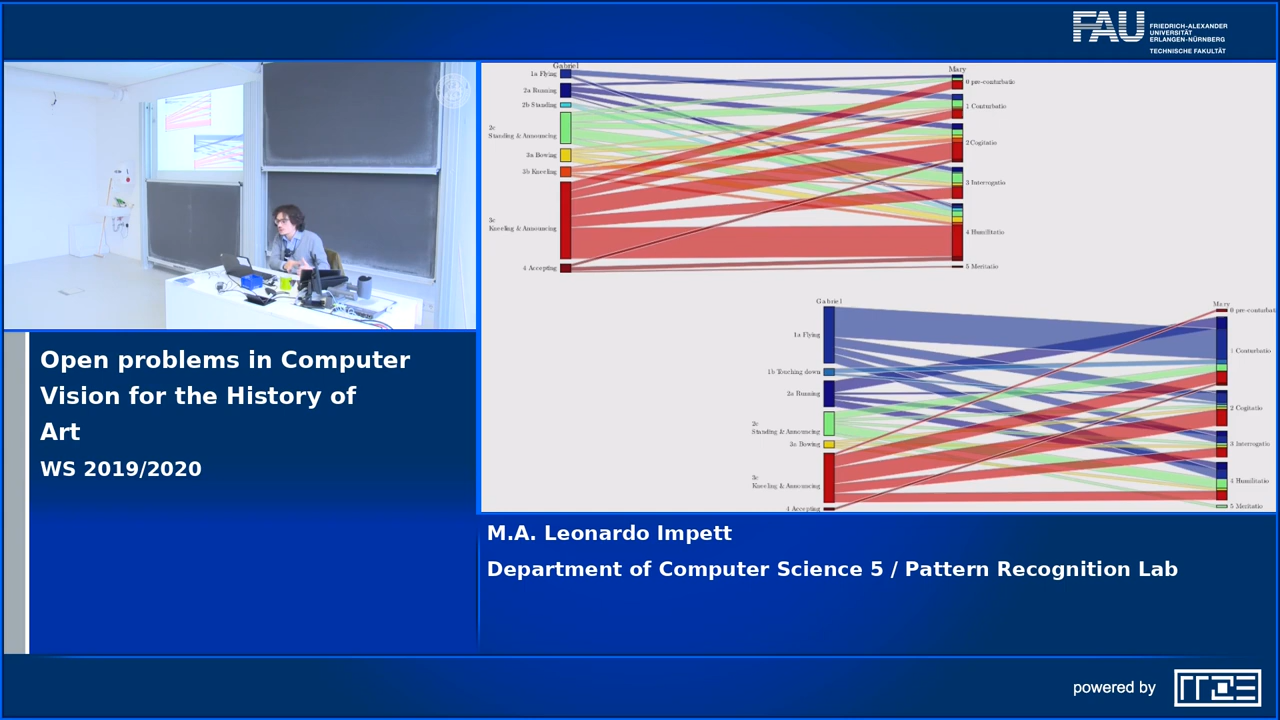 FAU
FRIEDRICH-ALEXANDER
UNIVERSITÄT
ERLANGEN-NÜRNBERG
TECHNISCHE FAKULTÄT
Gabriel
1a Flying
2a Running
2b Standing
2c
Standing & Announcing
3a Bowing
3b Kneeling
3c
Kneeling & Announcing
4 Accepting
Mary
0 pre-conturbatio
1 Conturbatio
2 Cogitatio
3 Interrogatio
4 Humiliatio
5 Meritatio
Gabriel
1a Flying
1b Touching down
2a Running
2c
Standing & Announcing
3a Bowing
3c
Kneeling & Announcing
4 Accepting
Mary
0 pre-conturbat
1 Conturbatio
2 Cogitatio
3 Interrogatio
4 Humiliatio
5 Meritatio
Open problems in Computer
Vision for the History of
Art
WS 2019/2020
M.A. Leonardo Impett
Department of Computer Science 5 / Pattern Recognition Lab
powered by